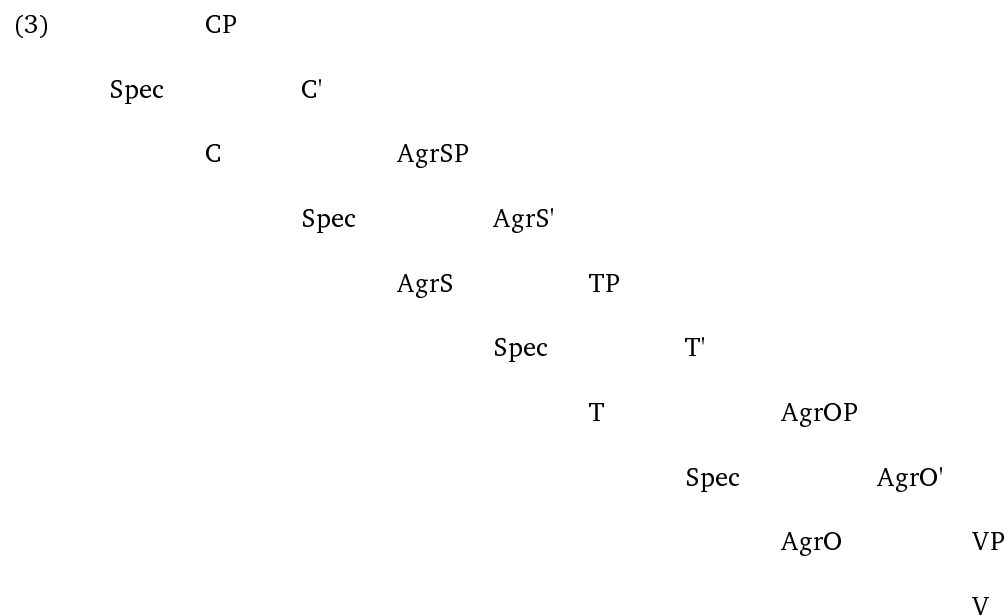 (3) CP
Spec C'
C AgrSP
Spec AgrS'
AgrS TP
Spec T'
T AgrOP
Spec AgrO'
AgrO VP
V